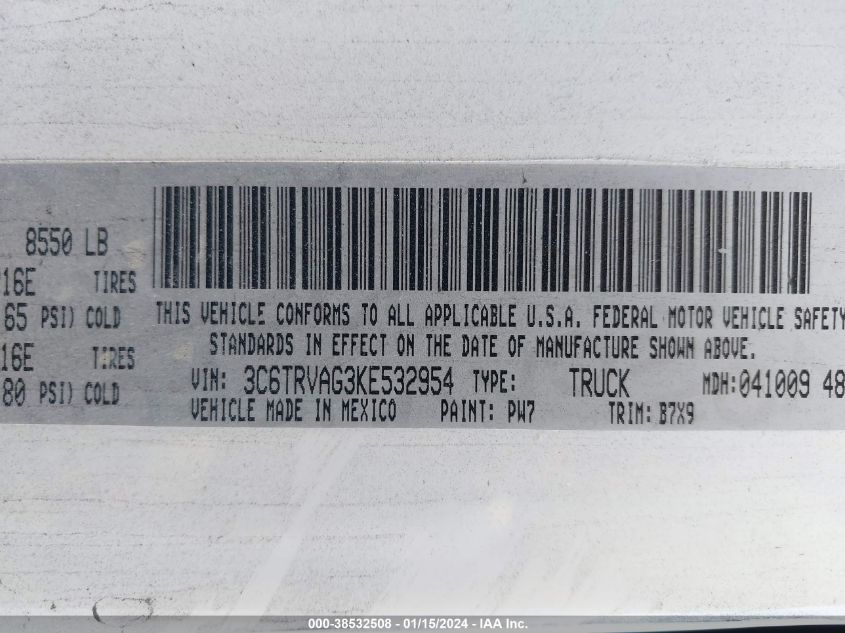 8550 LB
16E TIRES
65 PSI) COLD
16E TIRES
80 PSI) COLD
THIS VEHICLE CONFORMS TO ALL APPLICABLE U.S.A. FEDERAL MOTOR VEHICLE SAFETY
STANDARDS IN EFFECT ON THE DATE OF MANUFACTURE SHOWN ABOVE.
VIN: 3C6TRVAG3KE532954 TYPE: TRUCK MDH:041009 48
VEHICLE MADE IN MEXICO PAINT: PW7 TRIM: B7X9
000-38532508 - 01/15/2024 - IAA Inc.